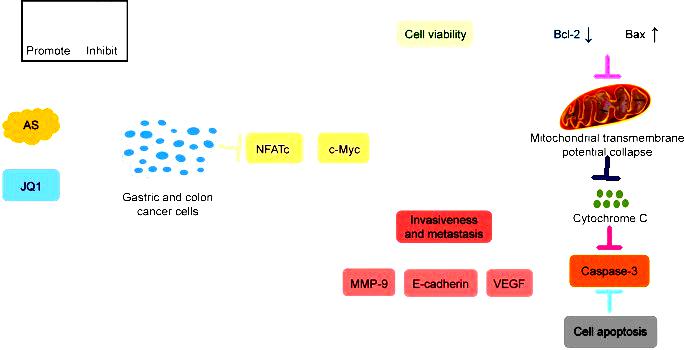 Promote Inhibit
Cell viability
Bcl-2 ↓ Bax ↑
AS
JQ1
Gastric and colon
cancer cells
NFATc
c-Myc
Mitochondrial transmembrane
potential collapse
Cytochrome C
Invasiveness
and metastasis
MMP-9
E-cadherin
VEGF
Caspase-3
Cell apoptosis